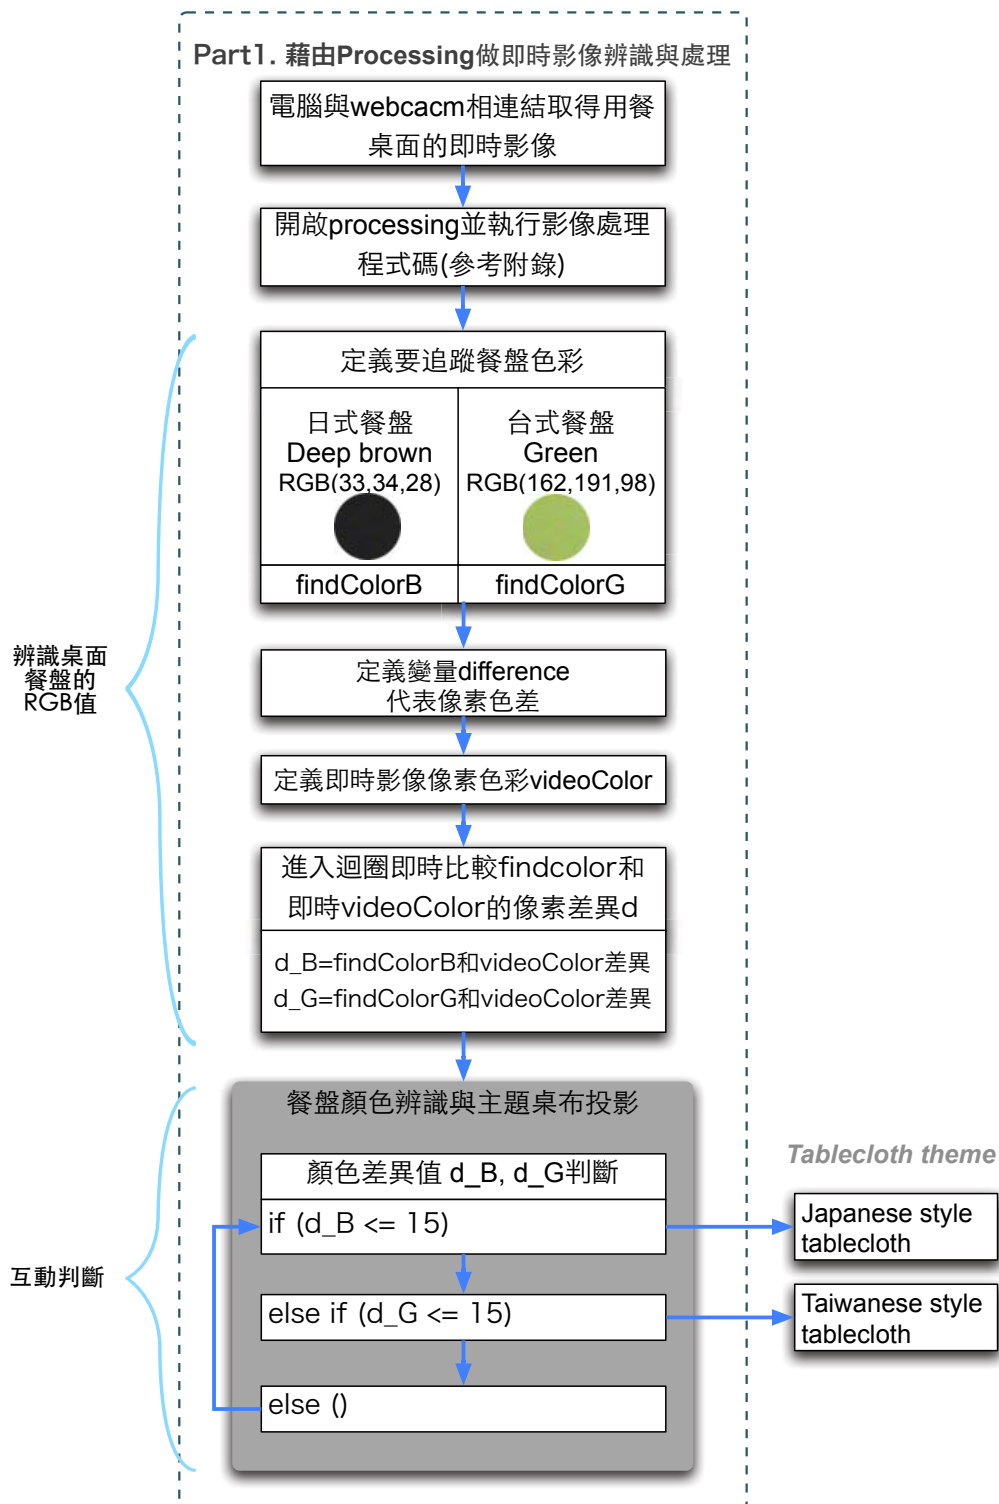 Part1. 藉由Processing做即時影像辨識與處理
電腦與webcacm相連結取得用餐
桌面的即時影像
開啟processing並執行影像處理
程式碼(參考附錄)
定義要追蹤餐盤色彩
日式餐盤
Deep brown
RGB(33,34,28)
findColorB
台式餐盤
Green
RGB(162,191,98)
findColorG
辨識桌面
餐盤的
RGB值
定義變量difference
代表像素色差
定義即時影像像素色彩videoColor
進入迴圈即時比較findcolor和
即時videoColor的像素差異d
d_B=findColorB和videoColor差異
d_G=findColorG和videoColor差異
互動判斷
餐盤顏色辨識與主題桌布投影
顏色差異值 d_B, d_G判斷
if (d_B <= 15)
else if (d_G <= 15)
else ()
Tablecloth theme
Japanese style
tablecloth
Taiwanese style
tablecloth